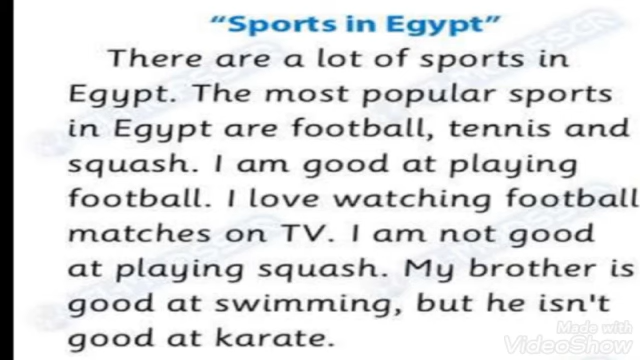 “Sports in Egypt”
There are a lot of sports in
Egypt. The most popular sports
in Egypt are football, tennis and
squash. I am good at playing
football. I love watching football
matches on TV. I am not good
at playing squash. My brother is
good at swimming, but he isn't
good at karate.
Made with
VideoShow